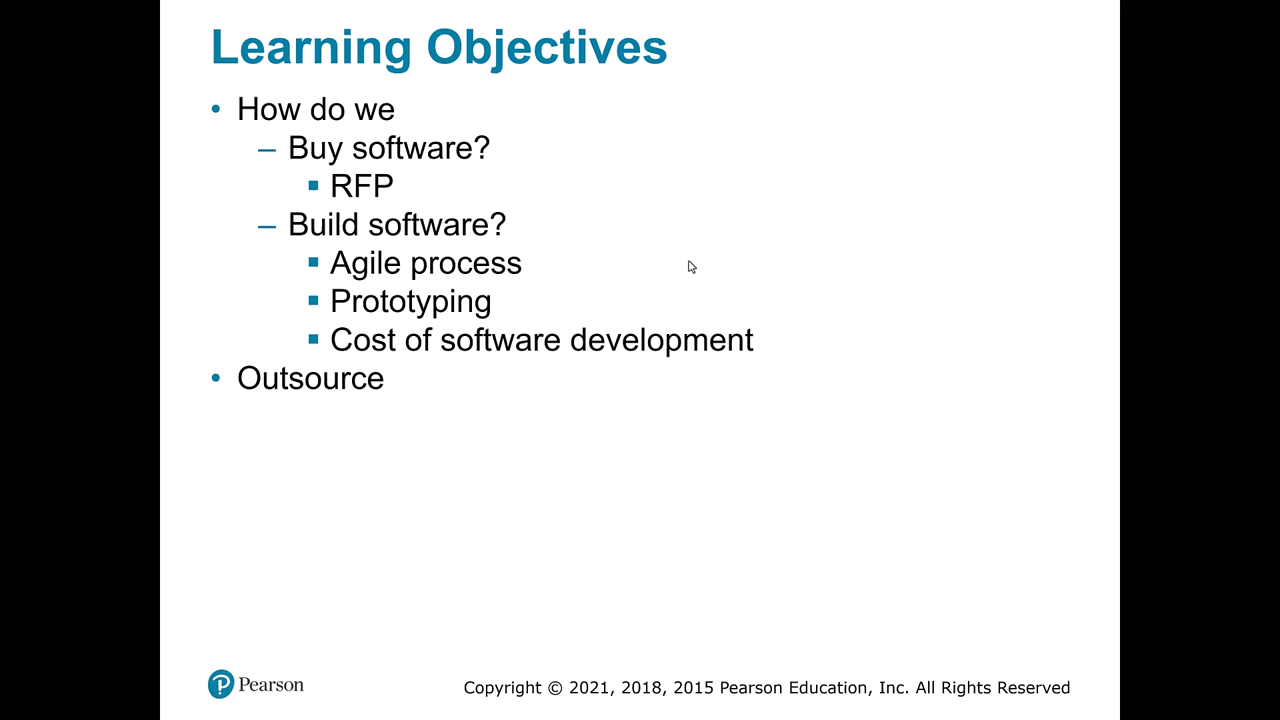 Learning Objectives
• How do we
– Buy software?
▪ RFP
– Build software?
▪ Agile process
▪ Prototyping
▪ Cost of software development
• Outsource
Pearson
Copyright © 2021, 2018, 2015 Pearson Education, Inc. All Rights Reserved